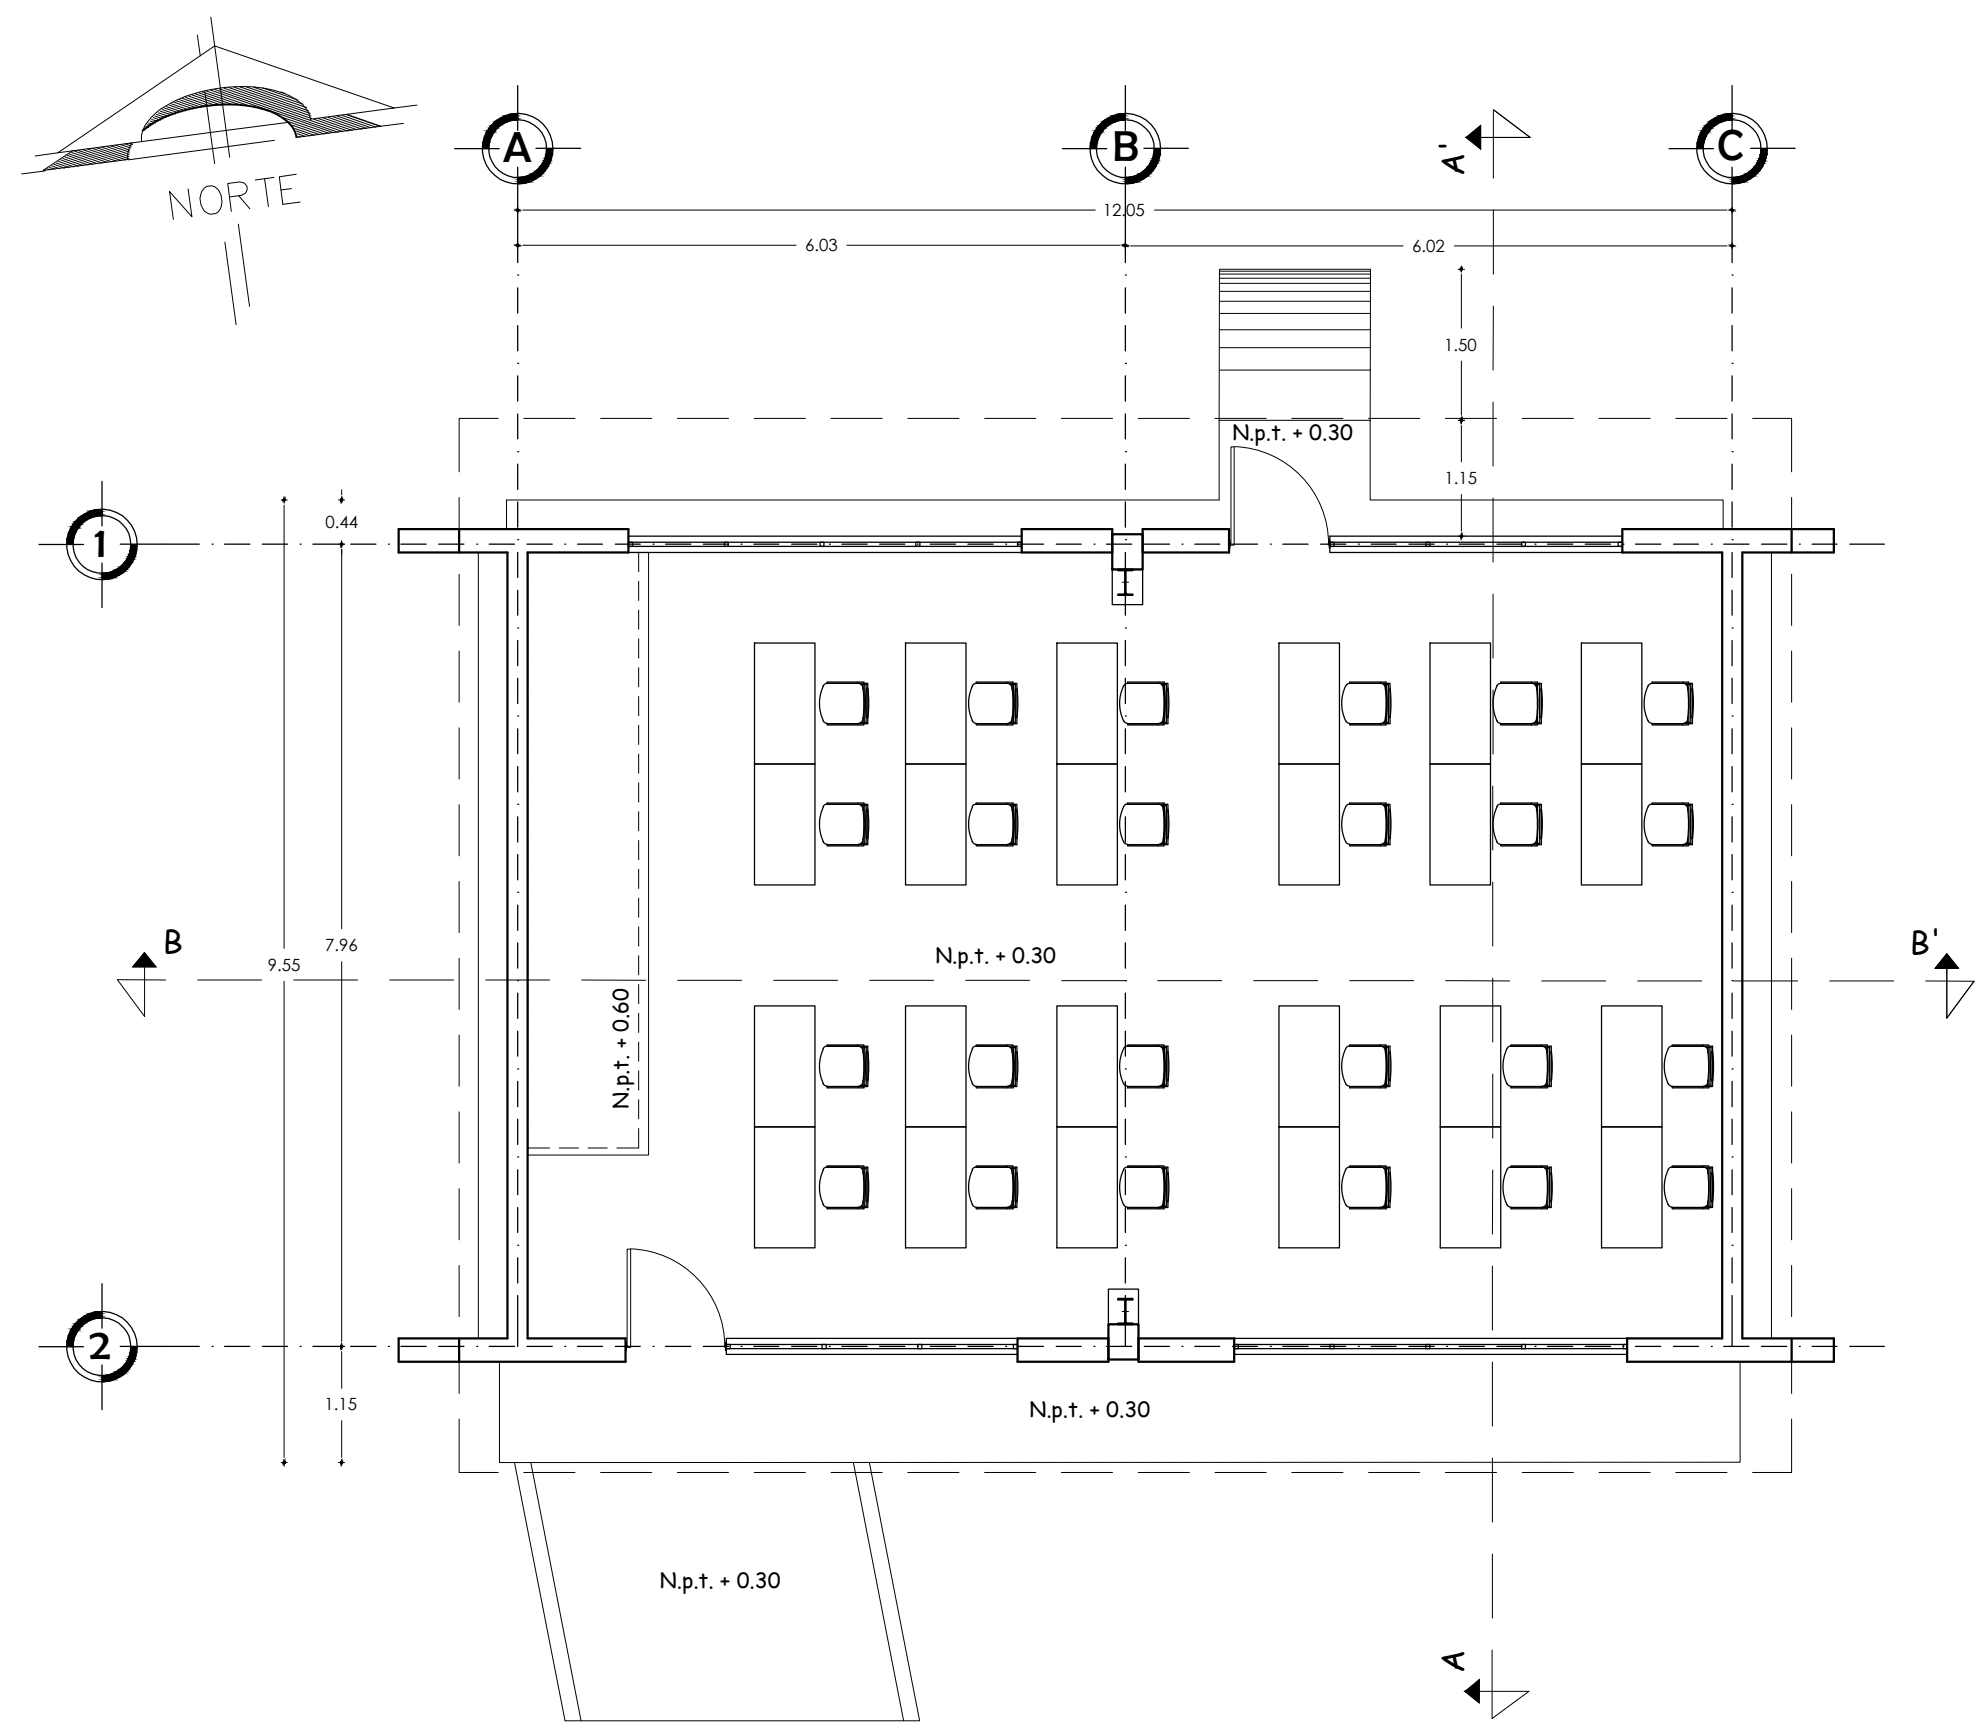 NORTE
A
B
C
A'
12.05
6.03
6.02
1.50
N.p.t. + 0.30
1.15
0.44
1
B
7.96
9.55
N.p.t. + 0.30
B'
N.p.t. + 0.60
2
1.15
N.p.t. + 0.30
N.p.t. + 0.30
A